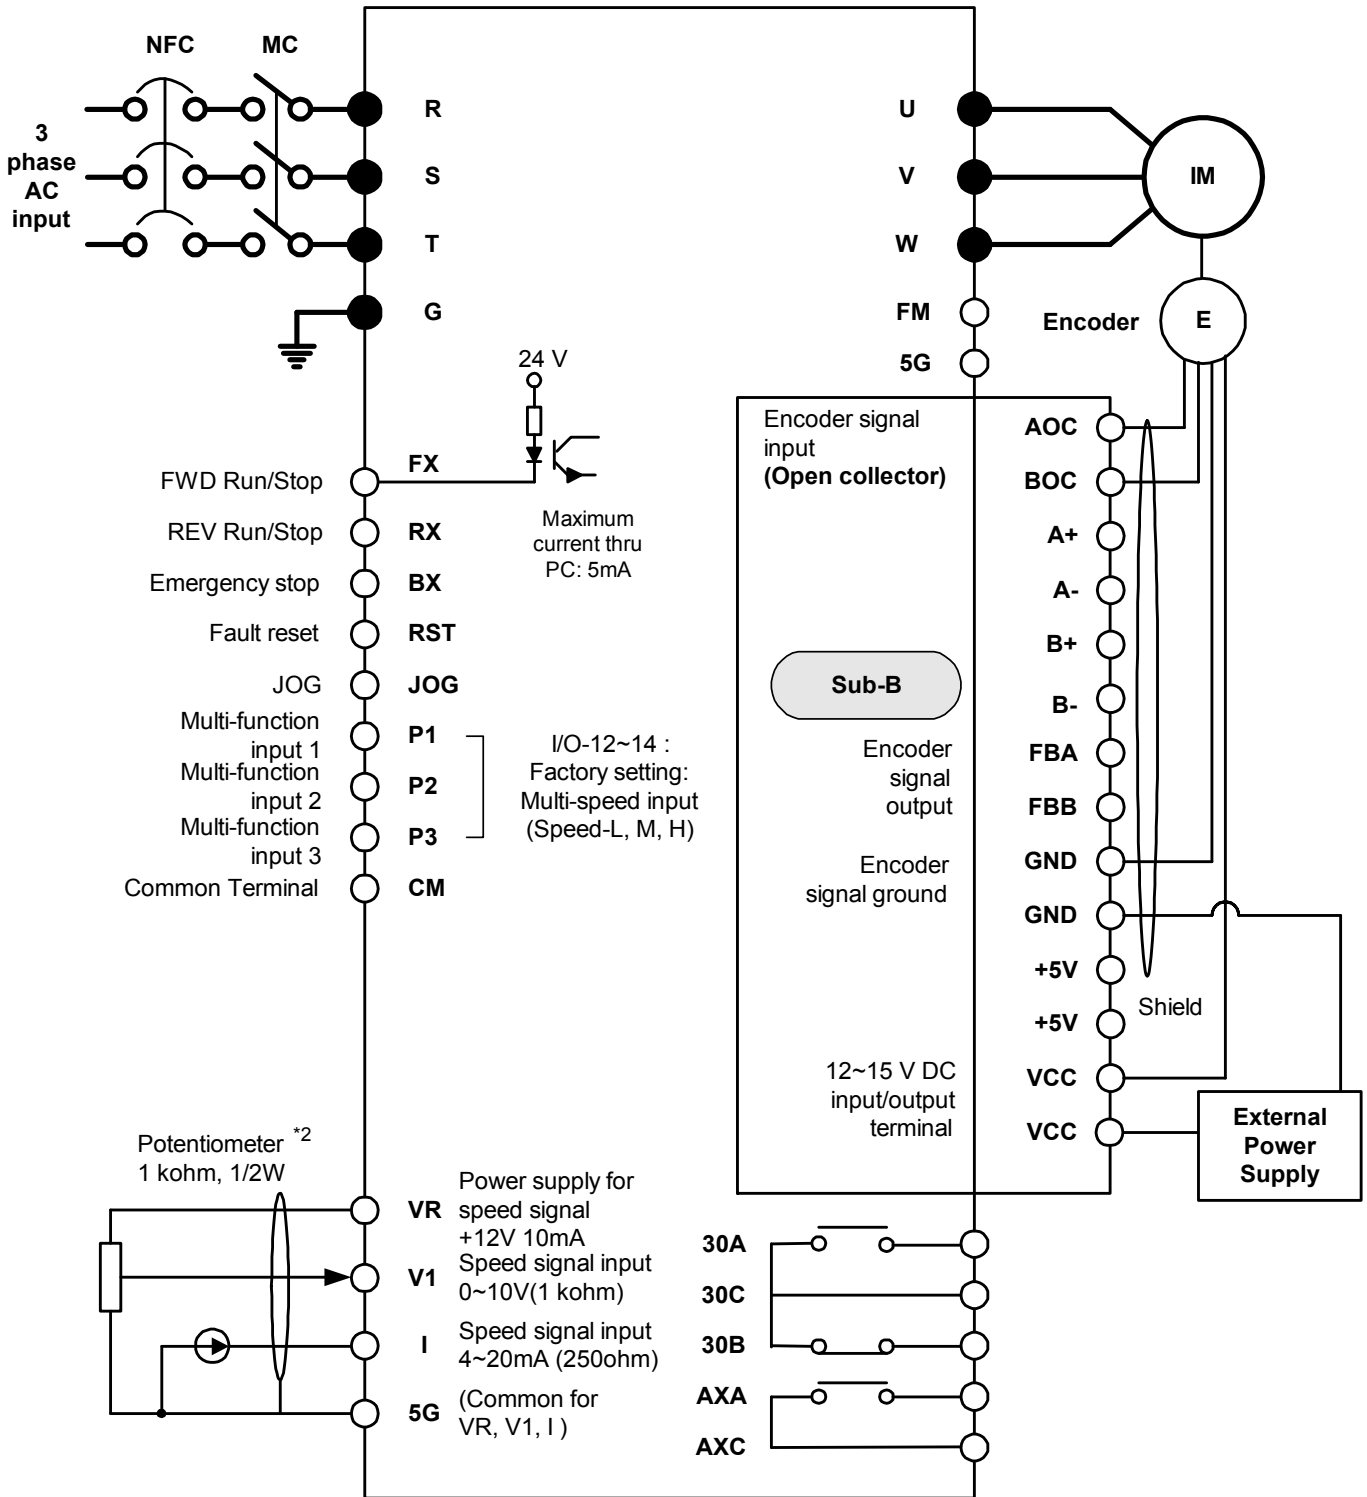 NFC MC
3
phase
AC
input
R
S
T
G
U
V
W
IM
FM
5G
Encoder
E
24 V
FX
FWD Run/Stop
Maximum
current thru
PC: 5mA
REV Run/Stop RX
Emergency stop BX
Fault reset RST
JOG JOG
Multi-function
input 1
P1
Multi-function
input 2
P2
Multi-function
input 3
P3
I/O-12~14 :
Factory setting:
Multi-speed input
(Speed-L, M, H)
Common Terminal CM
Encoder signal
input
(Open collector)
AOC
BOC
A+
A-
B+
B-
Sub-B
Encoder
signal
output
FBA
FBB
Encoder
signal ground
GND
GND
+5V
+5V
Shield
12~15 V DC
input/output
terminal
VCC
VCC
External
Power
Supply
Potentiometer *2
1 kohm, 1/2W
VR
Power supply for
speed signal
+12V 10mA
V1
Speed signal input
0~10V(1 kohm)
I
Speed signal input
4~20mA (250ohm)
5G
(Common for
VR, V1, I )
30A
30C
30B
AXA
AXC